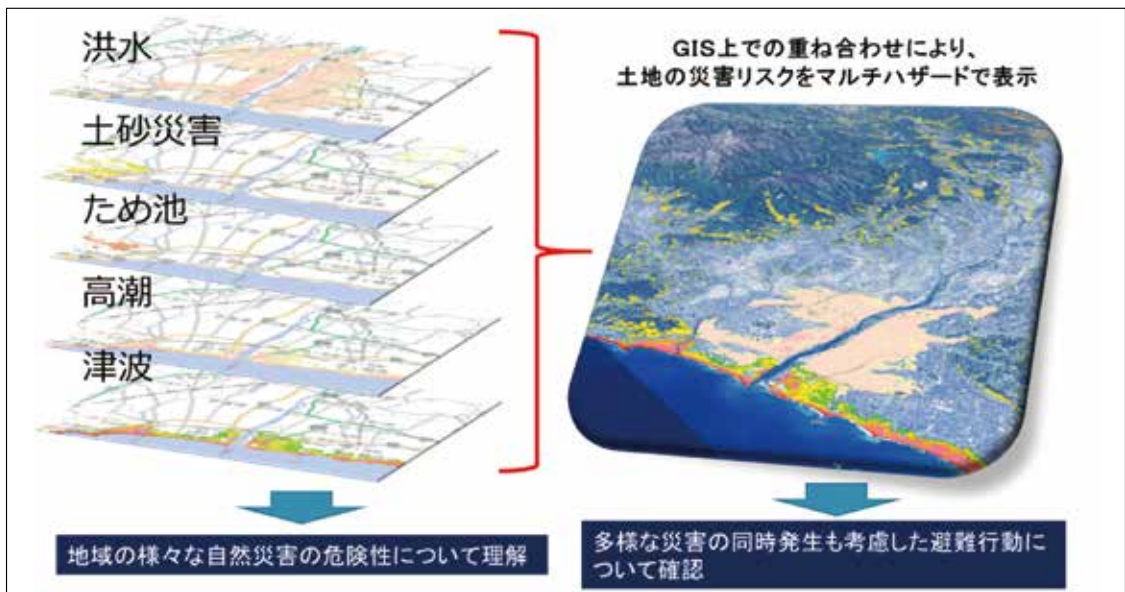 洪水
土砂災害
ため池
高潮
津波
GIS上での重ね合わせにより、
土地の災害リスクをマルチハザードで表示
地域の様々な自然災害の危険性について理解
多様な災害の同時発生も考慮した避難行動に
ついて確認